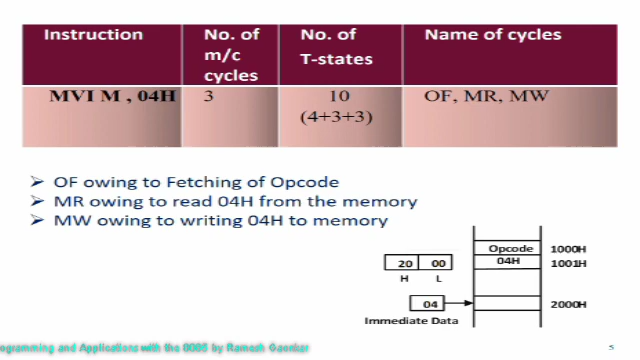 Instruction No. of m/c cycles No. of T-states Name of cycles
MVI M , 04H 3 10 (4+3+3) OF, MR, MW
➢ OF owing to Fetching of Opcode
➢ MR owing to read 04H from the memory
➢ MW owing to writing 04H to memory
Opcode 1000H
20 00 04H 1001H
H L
04 2000H
Immediate Data
ogramming and Applications with the 8085 by Ramesh Gaonkar 5